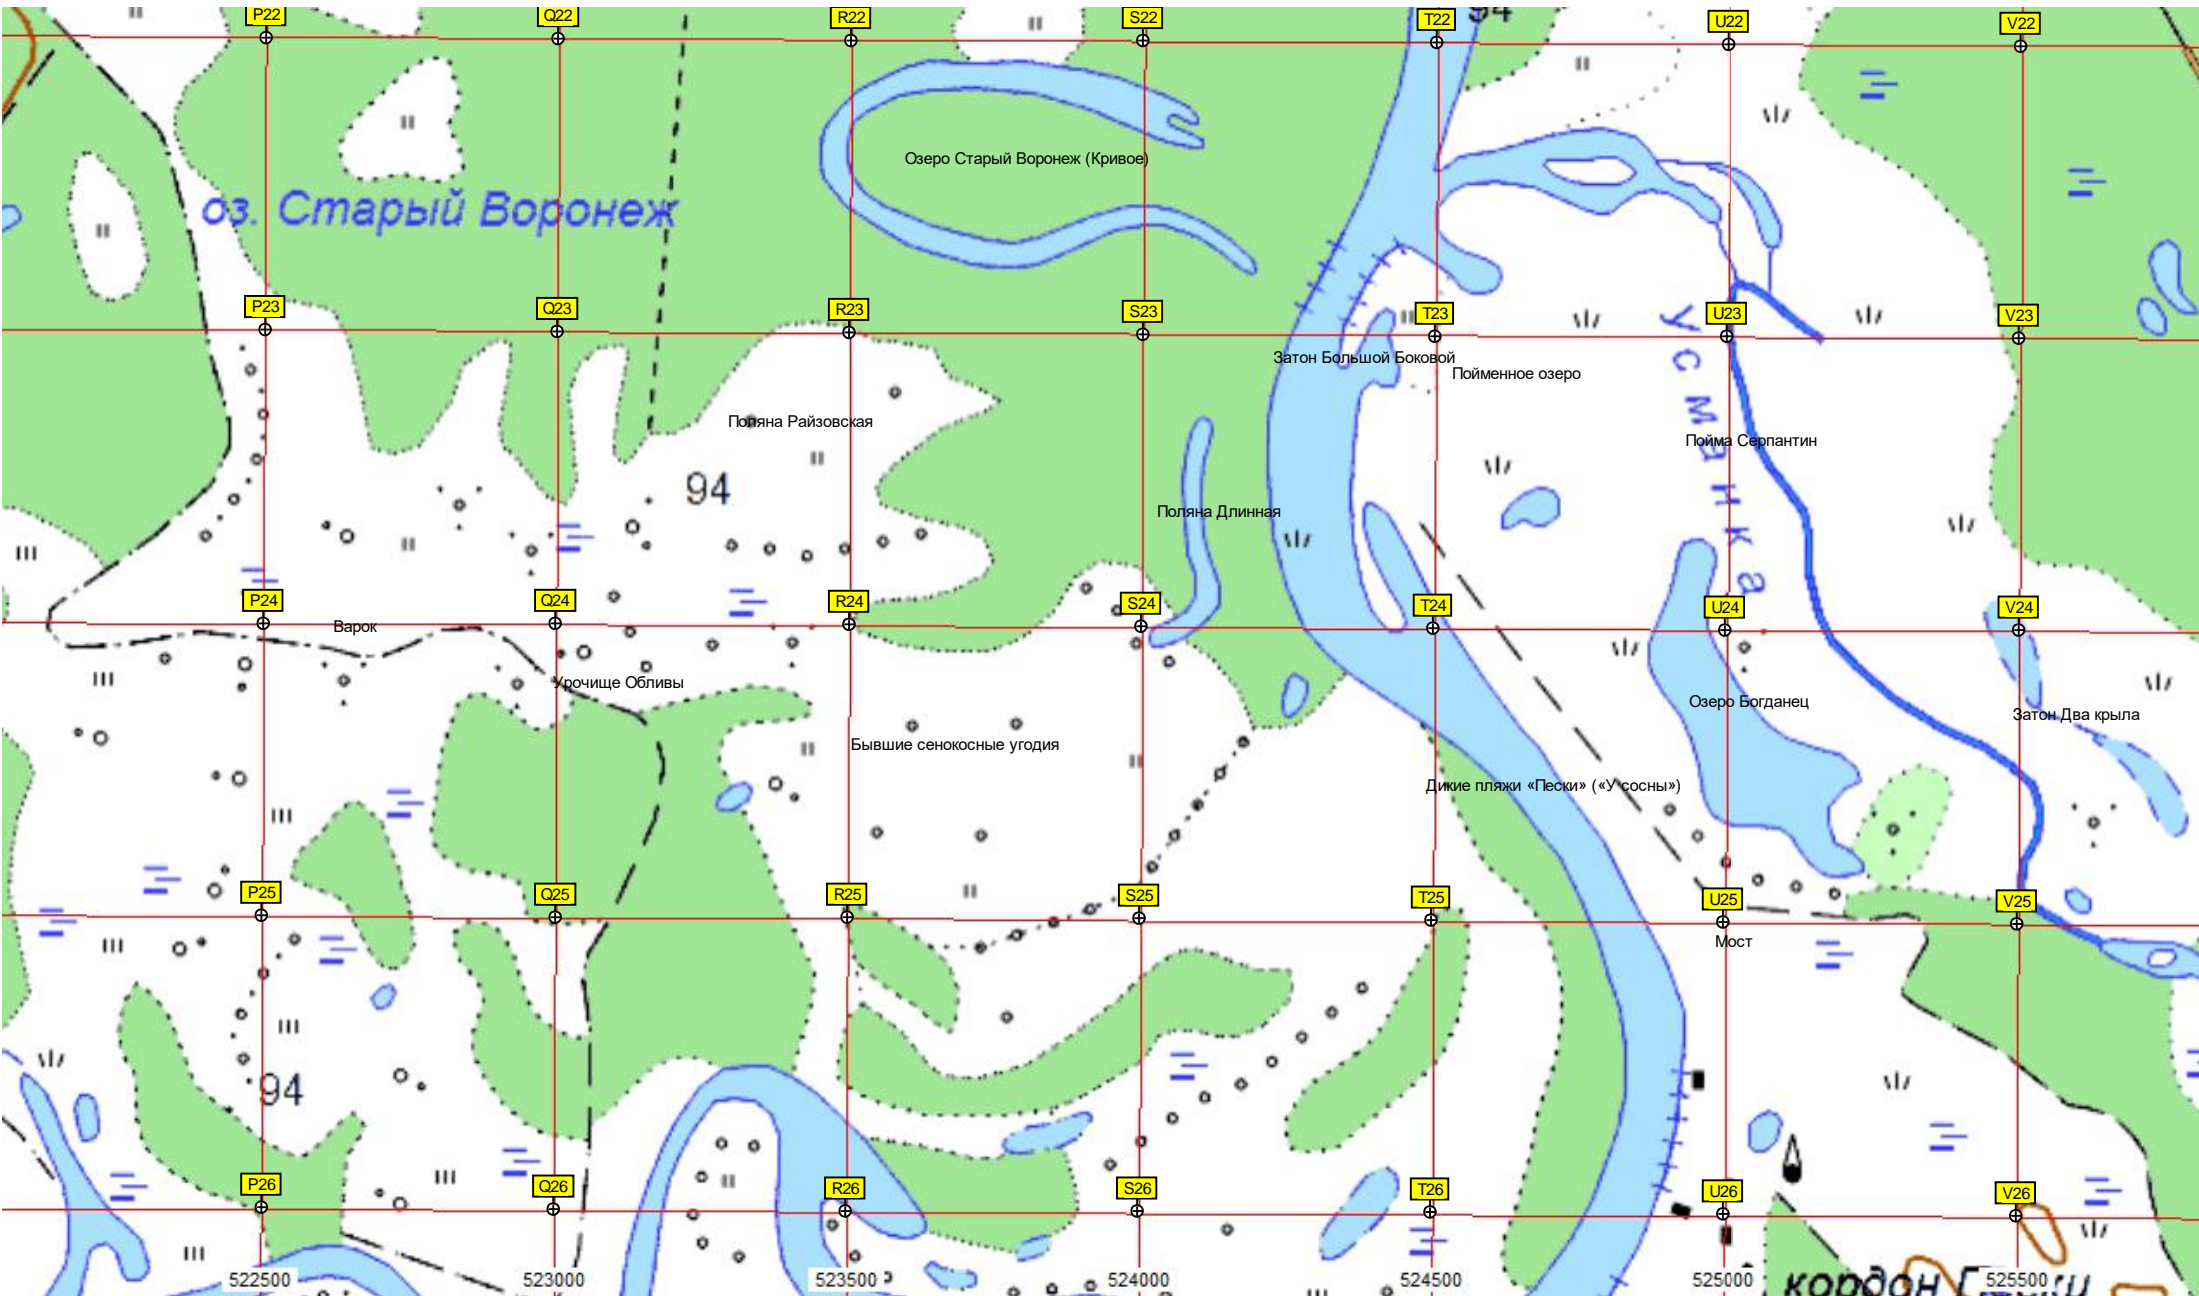 P22 Q22 R22 S22 T22 94 U22 V22
Озеро Старый Воронеж (Кривое)
оз. Старый Воронеж
P23 Q23 R23 S23 T23 U23 V23
Усманка
Затон Большой Боковой
Пойменное озеро
Поляна Райзовская
Пойма Серпантин
94
Поляна Длинная
P24 Q24 R24 S24 T24 U24 V24
Варок
Урочище Обливы
Озеро Богданец
Затон Два крыла
Бывшие сенокосные угодия
Дикие пляжи «Пески» («У сосны»)
P25 Q25 R25 S25 T25 U25 V25
Мост
94
P26 Q26 R26 S26 T26 U26 V26
522500 523000 523500 524000 524500 525000 525500
кордон